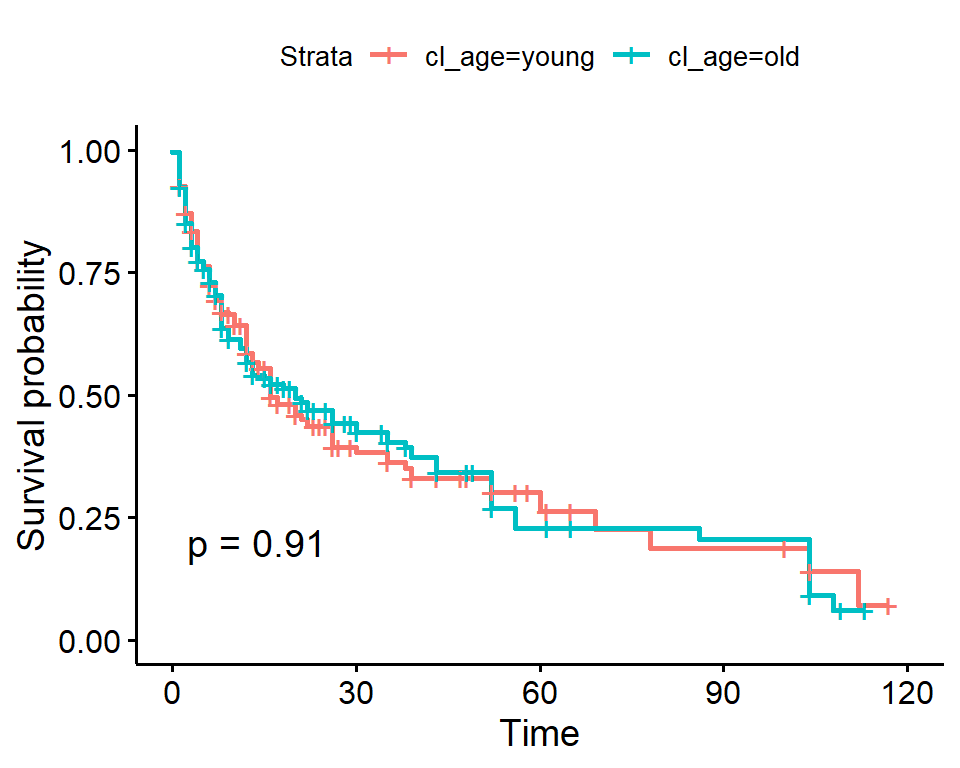 Strata cl_age=young cl_age=old
Survival probability
1.00
0.75
0.50
0.25
0.00
p = 0.91
0 30 60 90 120
Time